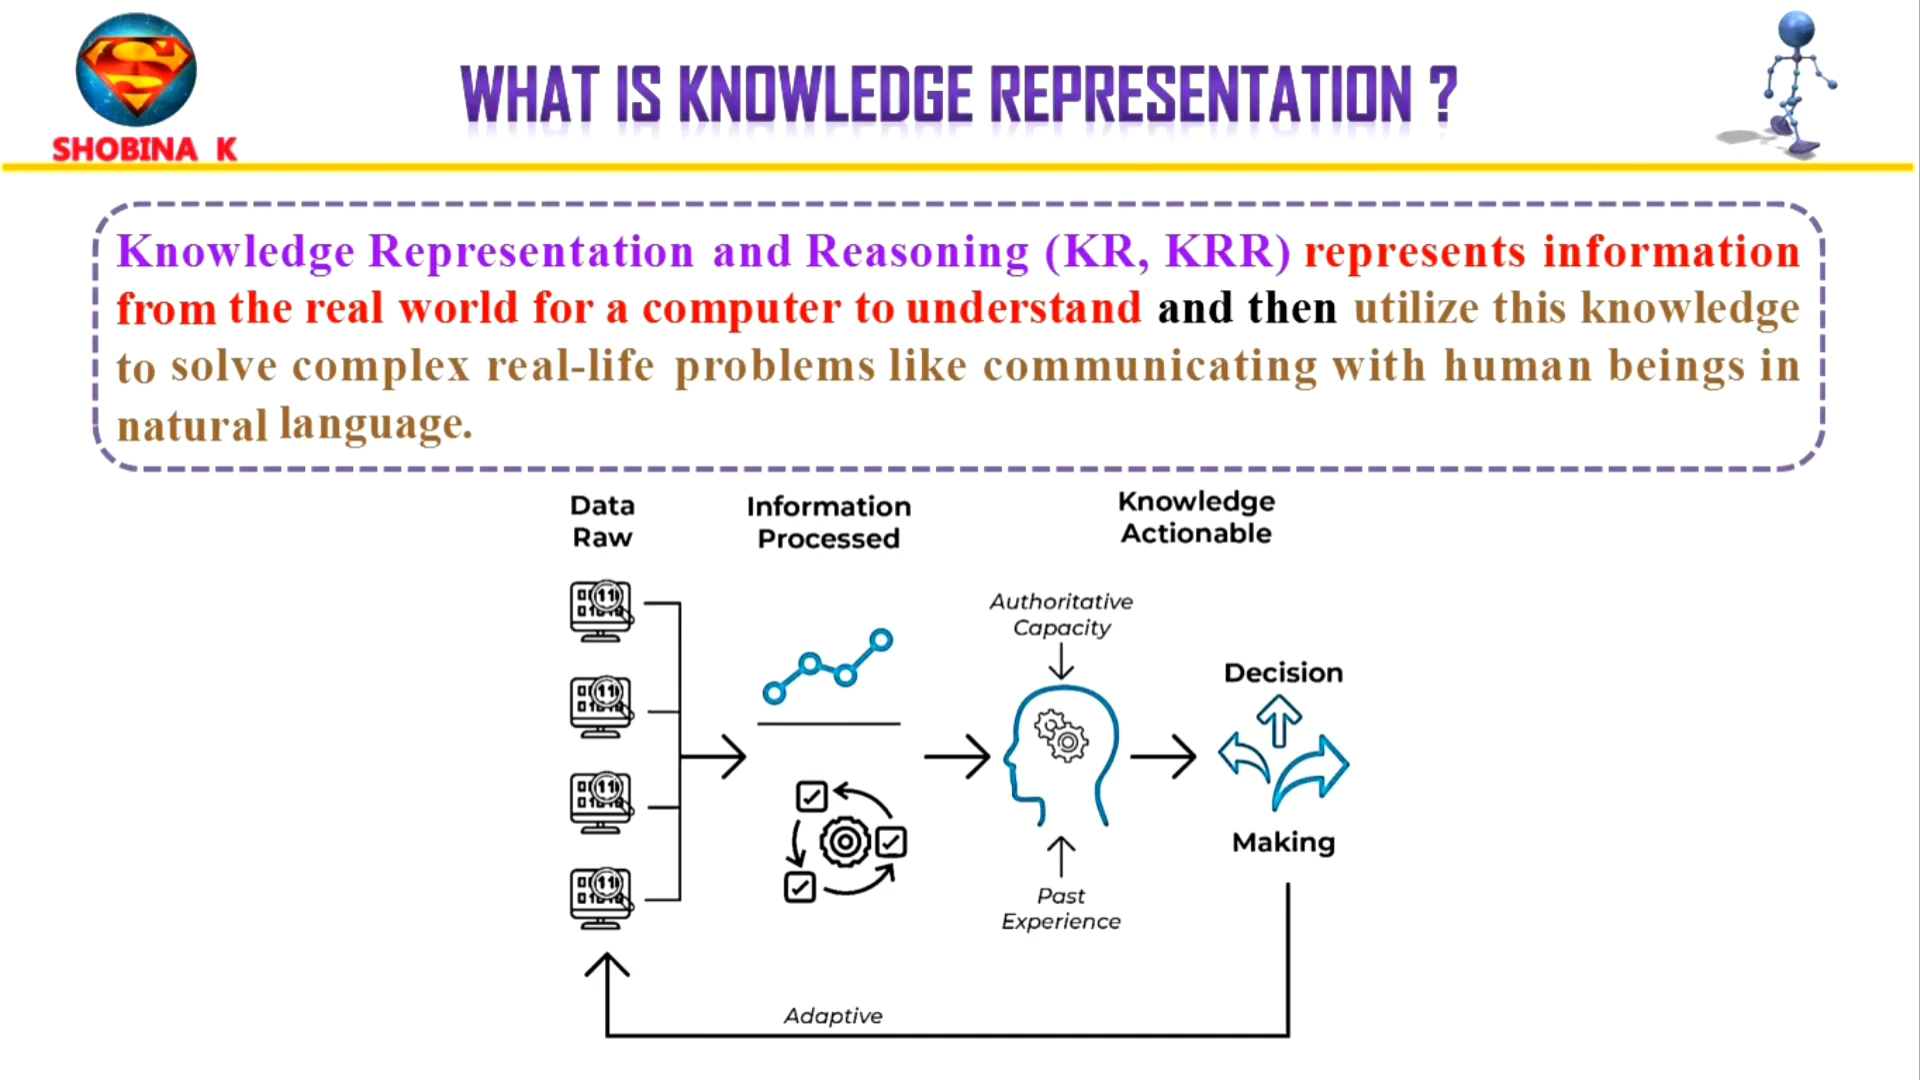 SHOBINA K
WHAT IS KNOWLEDGE REPRESENTATION ?
Knowledge Representation and Reasoning (KR, KRR) represents information
from the real world for a computer to understand and then utilize this knowledge
to solve complex real-life problems like communicating with human beings in
natural language.
Data
Raw
Information
Processed
Knowledge
Actionable
Authoritative
Capacity
Decision
Making
Past
Experience
Adaptive